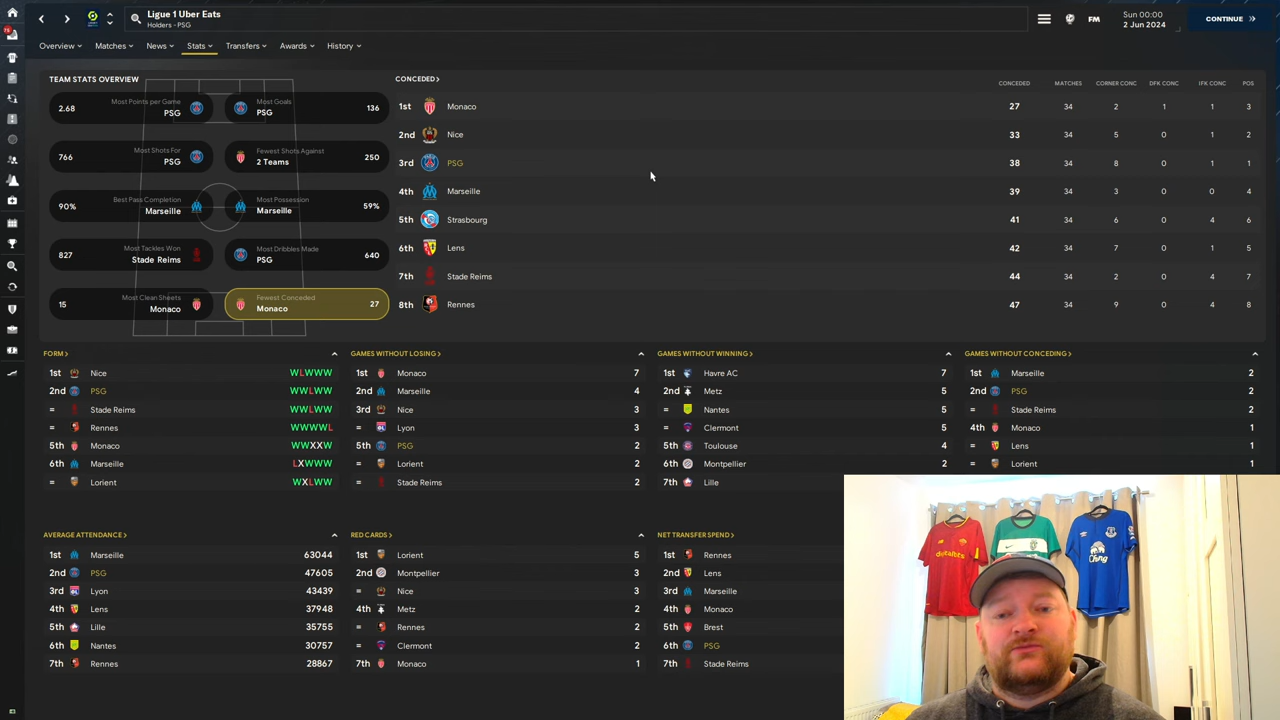 Ligue 1 Uber Eats
Holders - PSG
FM
Sun 00:00
2 Jun 2024
CONTINUE
Overview
Matches
News
Stats
Transfers
Awards
History
TEAM STATS OVERVIEW
2.68 Most Points per Game PSG
Most Goals PSG 136
766 Most Shots For PSG
Fewest Shots Against 2 Teams 250
90% Best Pass Completion Marseille
Most Possession Marseille 59%
827 Most Tackles Won Stade Reims
Most Dribbles Made PSG 640
15 Most Clean Sheets Monaco
Fewest Conceded Monaco 27
CONCEDED> CONCEDED MATCHES CORNER CONC DFK CONC IFK CONC POS
1st Monaco 27 34 2 1 1 3
2nd Nice 33 34 5 0 1 2
3rd PSG 38 34 8 0 1 1
4th Marseille 39 34 3 0 0 4
5th Strasbourg 41 34 6 0 4 6
6th Lens 42 34 7 0 1 5
7th Stade Reims 44 34 2 0 4 7
8th Rennes 47 34 9 0 4 8
FORM>
1st Nice WLWWW
2nd PSG WWLWW
= Stade Reims WWLWW
= Rennes WWWWL
5th Monaco WWXXW
6th Marseille LXWWW
= Lorient WXLWW
GAMES WITHOUT LOSING>
1st Monaco 7
2nd Marseille 4
3rd Nice 3
= Lyon 3
5th PSG 2
= Lorient 2
= Stade Reims 2
GAMES WITHOUT WINNING>
1st Havre AC 7
2nd Metz 5
= Nantes 5
= Clermont 5
5th Toulouse 4
6th Montpellier 2
7th Lille
GAMES WITHOUT CONCEDING>
1st Marseille 2
2nd PSG 2
= Stade Reims 2
4th Monaco 1
= Lens 1
= Lorient 1
AVERAGE ATTENDANCE>
1st Marseille 63044
2nd PSG 47605
3rd Lyon 43439
4th Lens 37948
5th Lille 35755
6th Nantes 30757
7th Rennes 28867
RED CARDS>
1st Lorient 5
2nd Montpellier 3
= Nice 3
4th Metz 2
= Rennes 2
= Clermont 2
7th Monaco 1
NET TRANSFER SPEND>
1st Rennes
2nd Lens
3rd Marseille
4th Monaco
5th Brest
6th PSG
7th Stade Reims